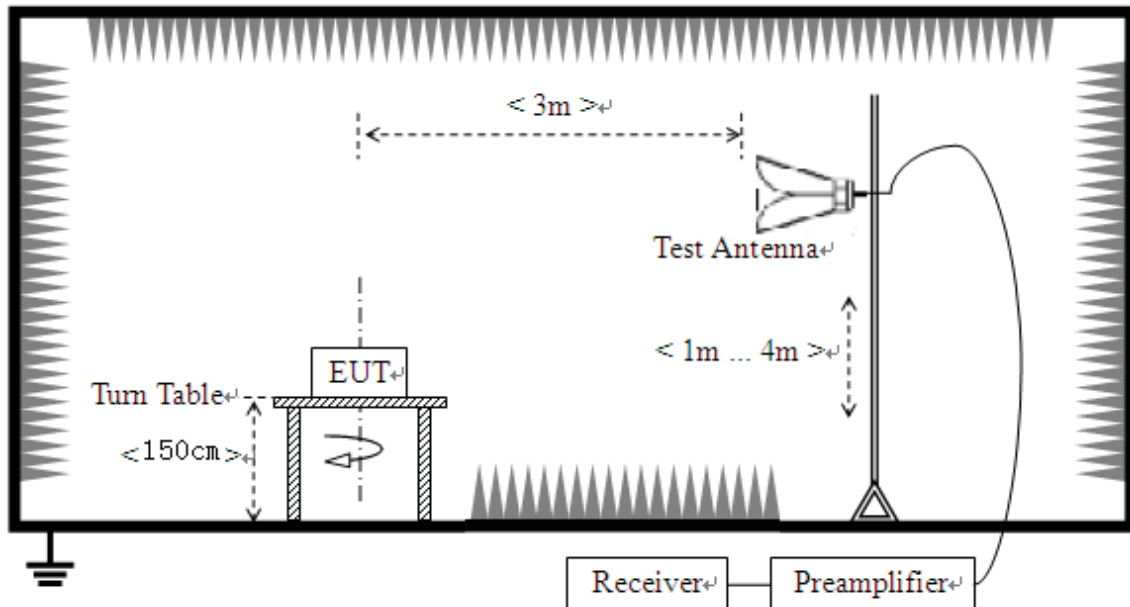 < 3m >↵
Test Antenna↵
< 1m ... 4m >↵
EUT↵
Turn Table↵
<150cm>↵
Receiver↵
Preamplifier↵